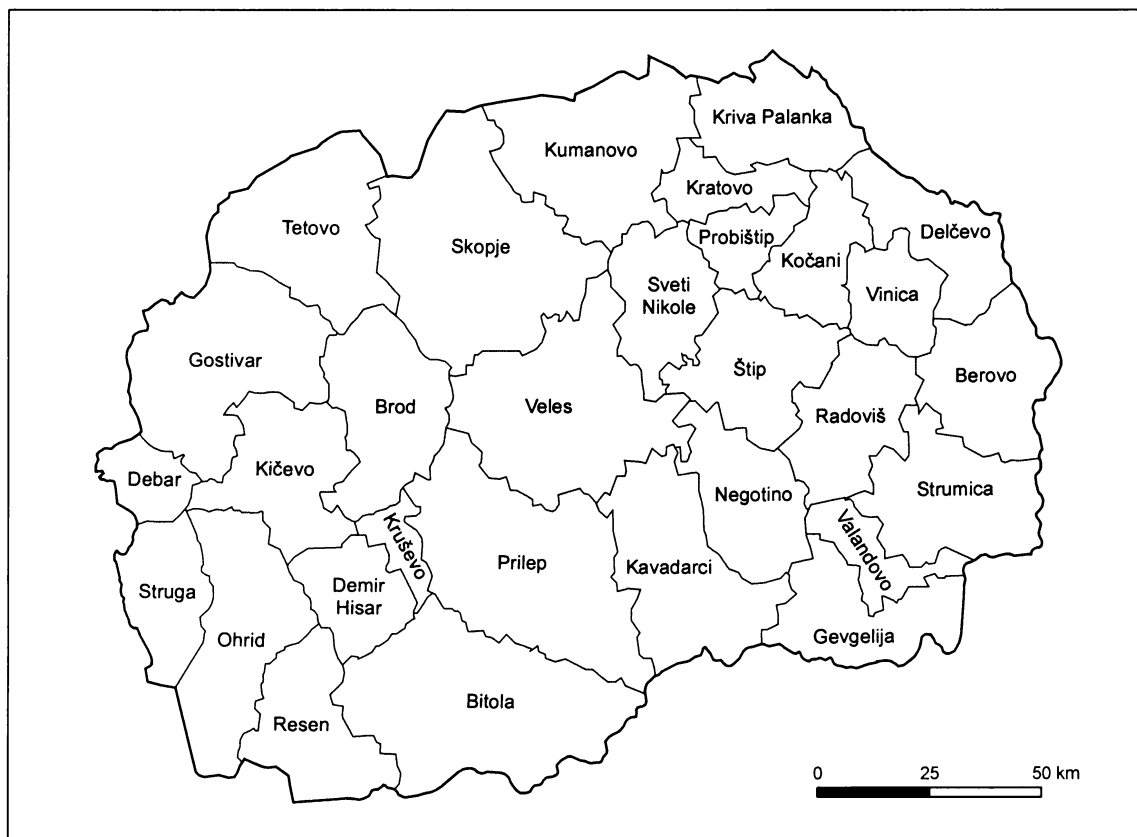 Kriva Palanka
Kumanovo
Kratovo
Tetovo
Skopje
Probištip
Delčevo
Kočani
Sveti
Nikole
Vinica
Gostivar
Štip
Berovo
Brod
Veles
Radoviš
Kičevo
Debar
Negotino
Strumica
Kruševo
Valandovo
Prilep
Kavadarci
Struga
Demir
Hisar
Ohrid
Gevgelija
Bitola
Resen
0 25 50 km